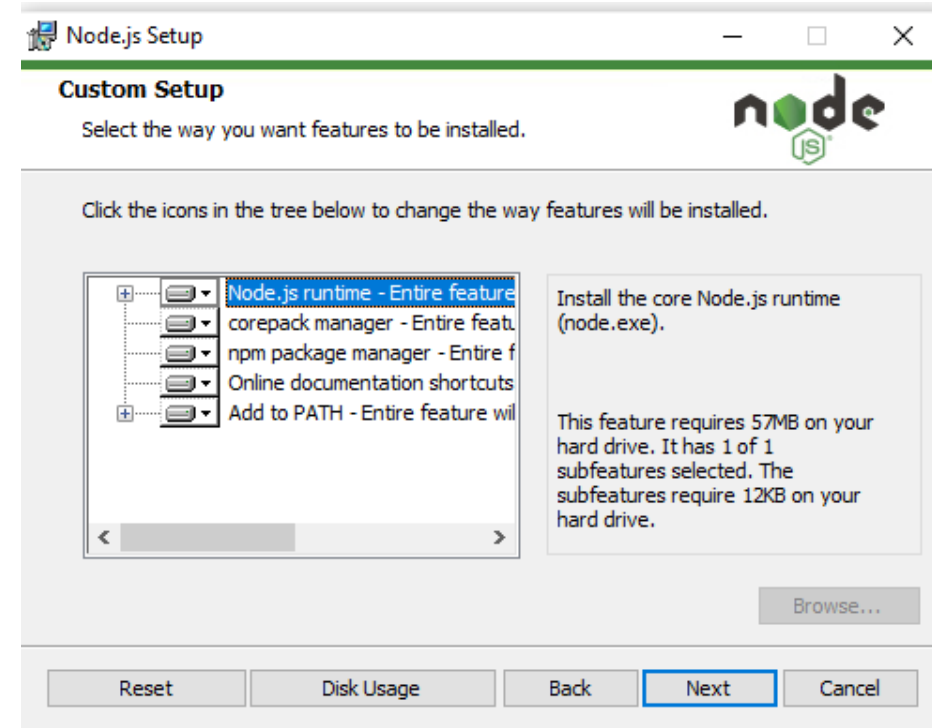 Node.js Setup
Custom Setup
Select the way you want features to be installed.
node
JS
Click the icons in the tree below to change the way features will be installed.
Node.js runtime - Entire feature
corepack manager - Entire featu
npm package manager - Entire f
Online documentation shortcuts
Add to PATH - Entire feature wil
Install the core Node.js runtime
(node.exe).
This feature requires 57MB on your
hard drive. It has 1 of 1
subfeatures selected. The
subfeatures require 12KB on your
hard drive.
Browse...
Reset
Disk Usage
Back
Next
Cancel